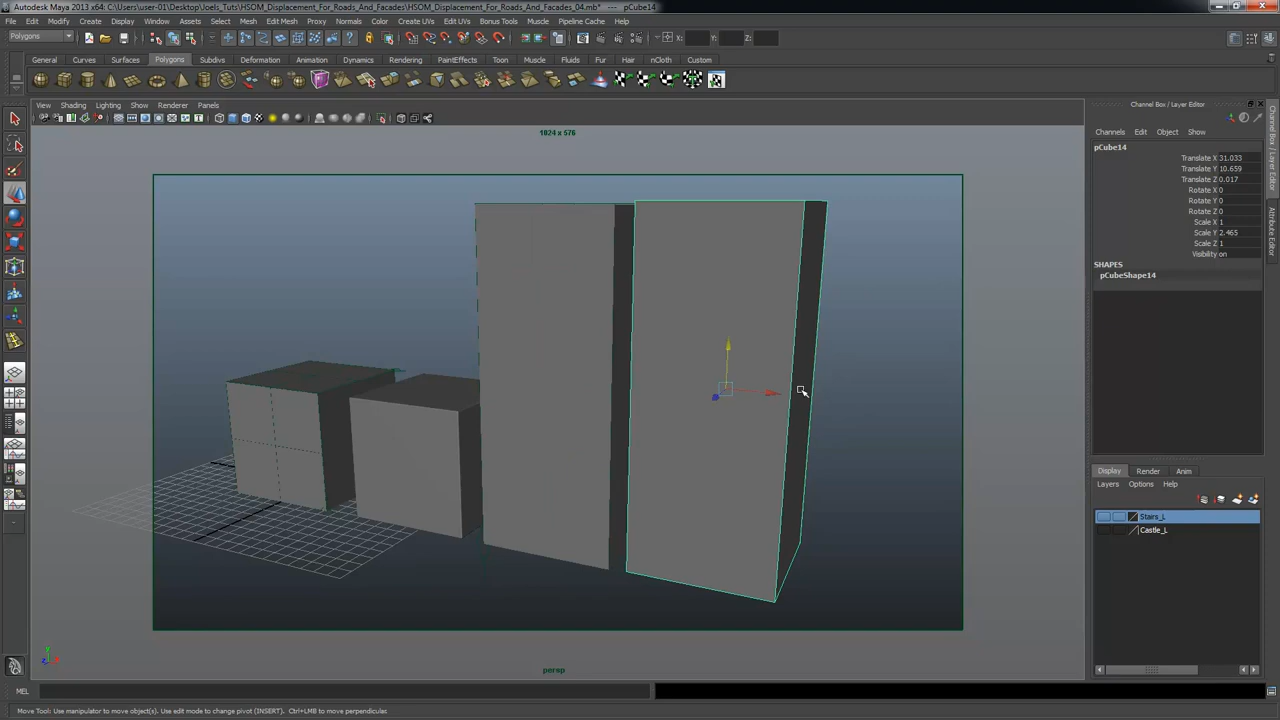 Autodesk Maya 2013 x64: C:\Users\user-01\Desktop\Joels_Tuts\HSOM_Displacement_For_Roads_And_Facades\HSOM_Displacement_For_Roads_And_Facades_04.mb* --- pCube14
File Edit Modify Create Display Window Assets Select Mesh Edit Mesh Proxy Normals Color Create UVs Edit UVs Bonus Tools Muscle Pipeline Cache Help
Polygons X: Y: Z:
General Curves Surfaces Polygons Subdivs Deformation Animation Dynamics Rendering PaintEffects Toon Muscle Fluids Fur Hair nCloth Custom
View Shading Lighting Show Renderer Panels
Channel Box / Layer Editor
1024 x 576
Channels Edit Object Show
pCube14
Translate X 31.033
Translate Y 10.659
Translate Z 0.017
Rotate X 0
Rotate Y 0
Rotate Z 0
Scale X 1
Scale Y 2.465
Scale Z 1
Visibility on
SHAPES
pCubeShape14
Channel Box / Layer Editor
Attribute Editor
Display Render Anim
Layers Options Help
Stairs_L
Castle_L
persp
MEL
Move Tool: Use manipulator to move object(s). Use edit mode to change pivot (INSERT). Ctrl+LMB to move perpendicular.